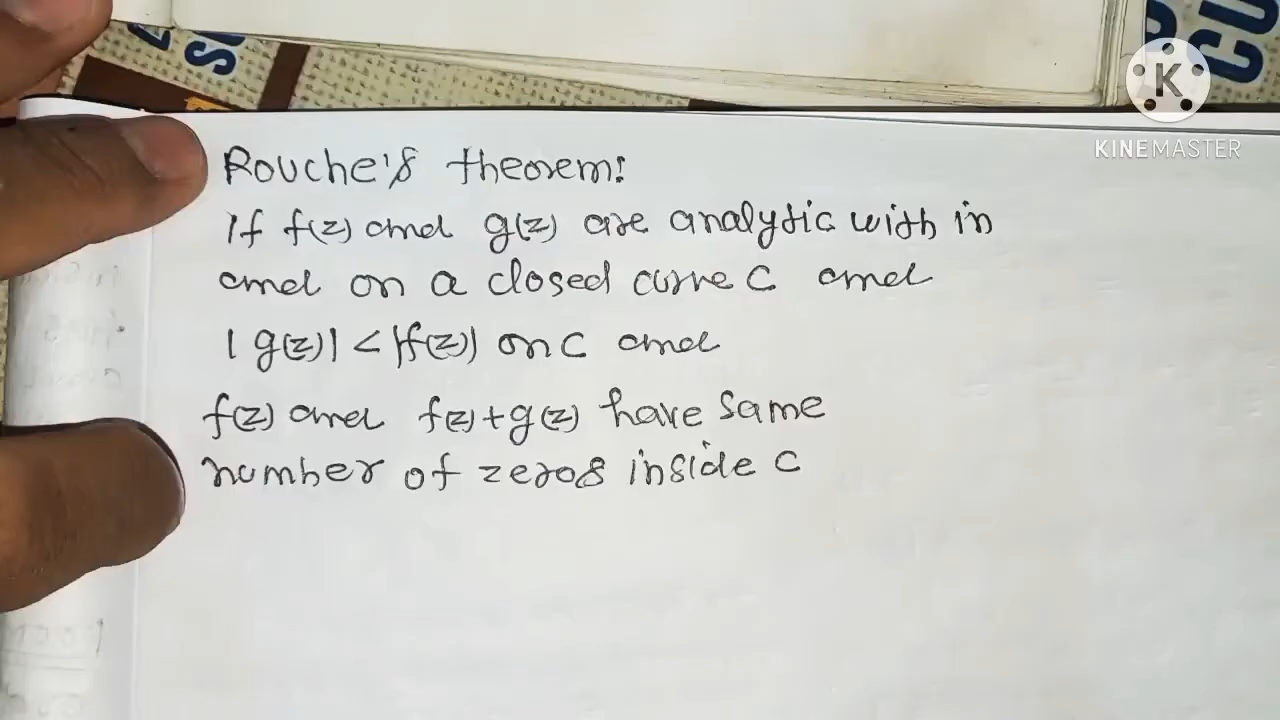 CU
K
KINEMASTER
Rouche's theorem:
If f(z) and g(z) are analytic with in
and on a closed curve C and
|g(z)| < |f(z)| on C and
f(z) and f(z)+g(z) have same
number of zeros inside C